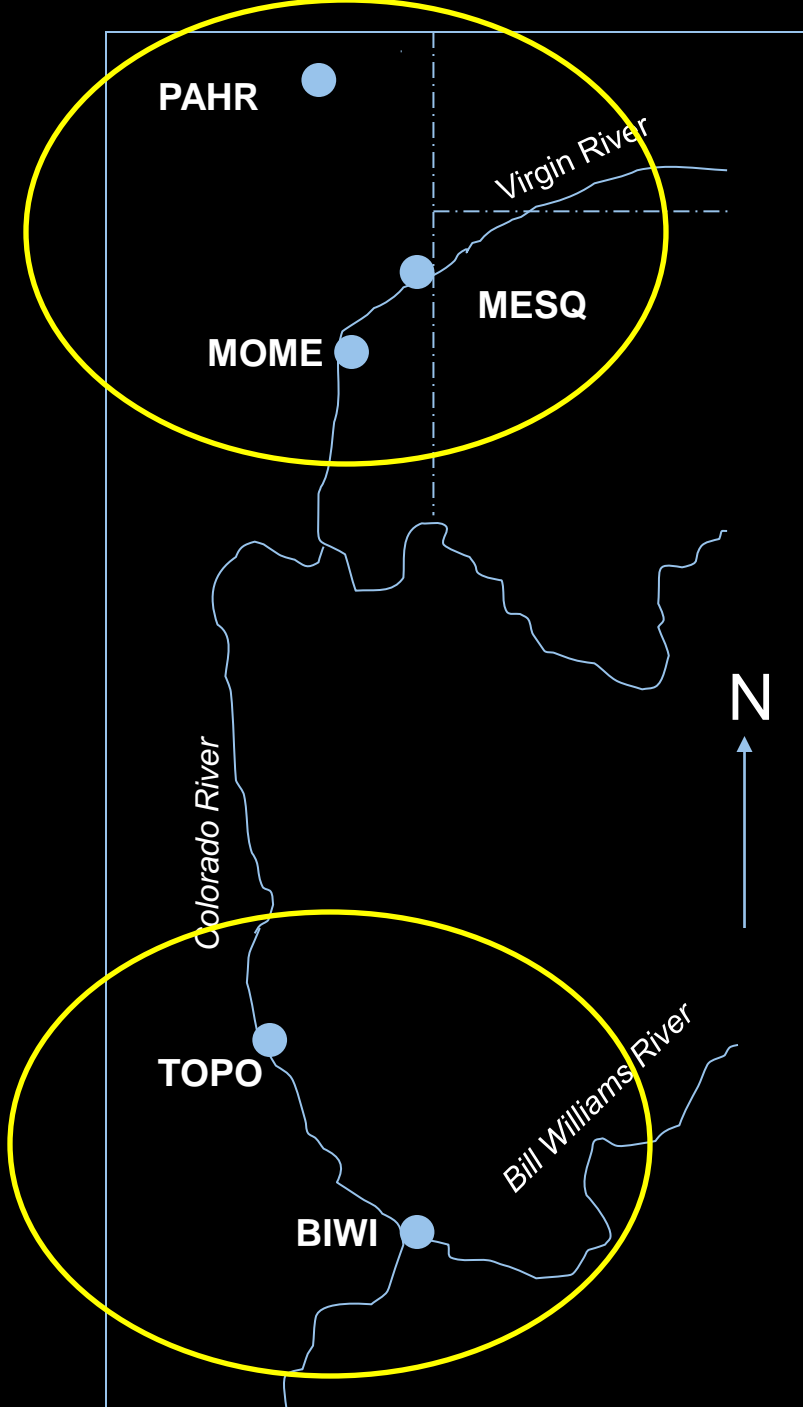 PAHR
Virgin River
MESQ
MOME
N
Colorado River
TOPO
Bill Williams River
BIWI